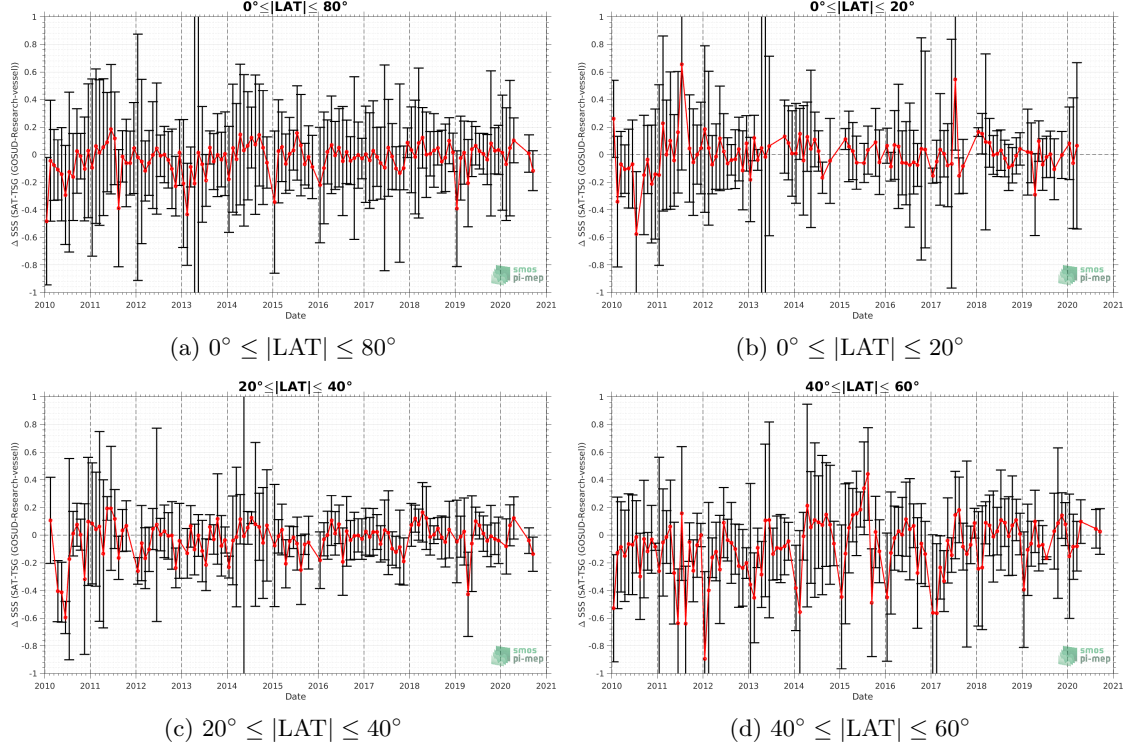 0°≤|LAT|≤ 80°
Δ SSS (SAT-TSG (GOSUD-Research-vessel))
1
0.8
0.6
0.4
0.2
0
-0.2
-0.4
-0.6
-0.8
-1
2010 2011 2012 2013 2014 2015 2016 2017 2018 2019 2020 2021
Date
smos
pi-mep
(a) 0° ≤ |LAT| ≤ 80°
0°≤|LAT|≤ 20°
Δ SSS (SAT-TSG (GOSUD-Research-vessel))
1
0.8
0.6
0.4
0.2
0
-0.2
-0.4
-0.6
-0.8
-1
2010 2011 2012 2013 2014 2015 2016 2017 2018 2019 2020 2021
Date
smos
pi-mep
(b) 0° ≤ |LAT| ≤ 20°
20°≤|LAT|≤ 40°
Δ SSS (SAT-TSG (GOSUD-Research-vessel))
1
0.8
0.6
0.4
0.2
0
-0.2
-0.4
-0.6
-0.8
-1
2010 2011 2012 2013 2014 2015 2016 2017 2018 2019 2020 2021
Date
smos
pi-mep
(c) 20° ≤ |LAT| ≤ 40°
40°≤|LAT|≤ 60°
Δ SSS (SAT-TSG (GOSUD-Research-vessel))
1
0.8
0.6
0.4
0.2
0
-0.2
-0.4
-0.6
-0.8
-1
2010 2011 2012 2013 2014 2015 2016 2017 2018 2019 2020 2021
Date
smos
pi-mep
(d) 40° ≤ |LAT| ≤ 60°